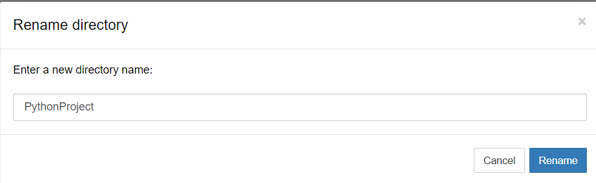 Rename directory
×
Enter a new directory name:
PythonProject
Cancel Rename